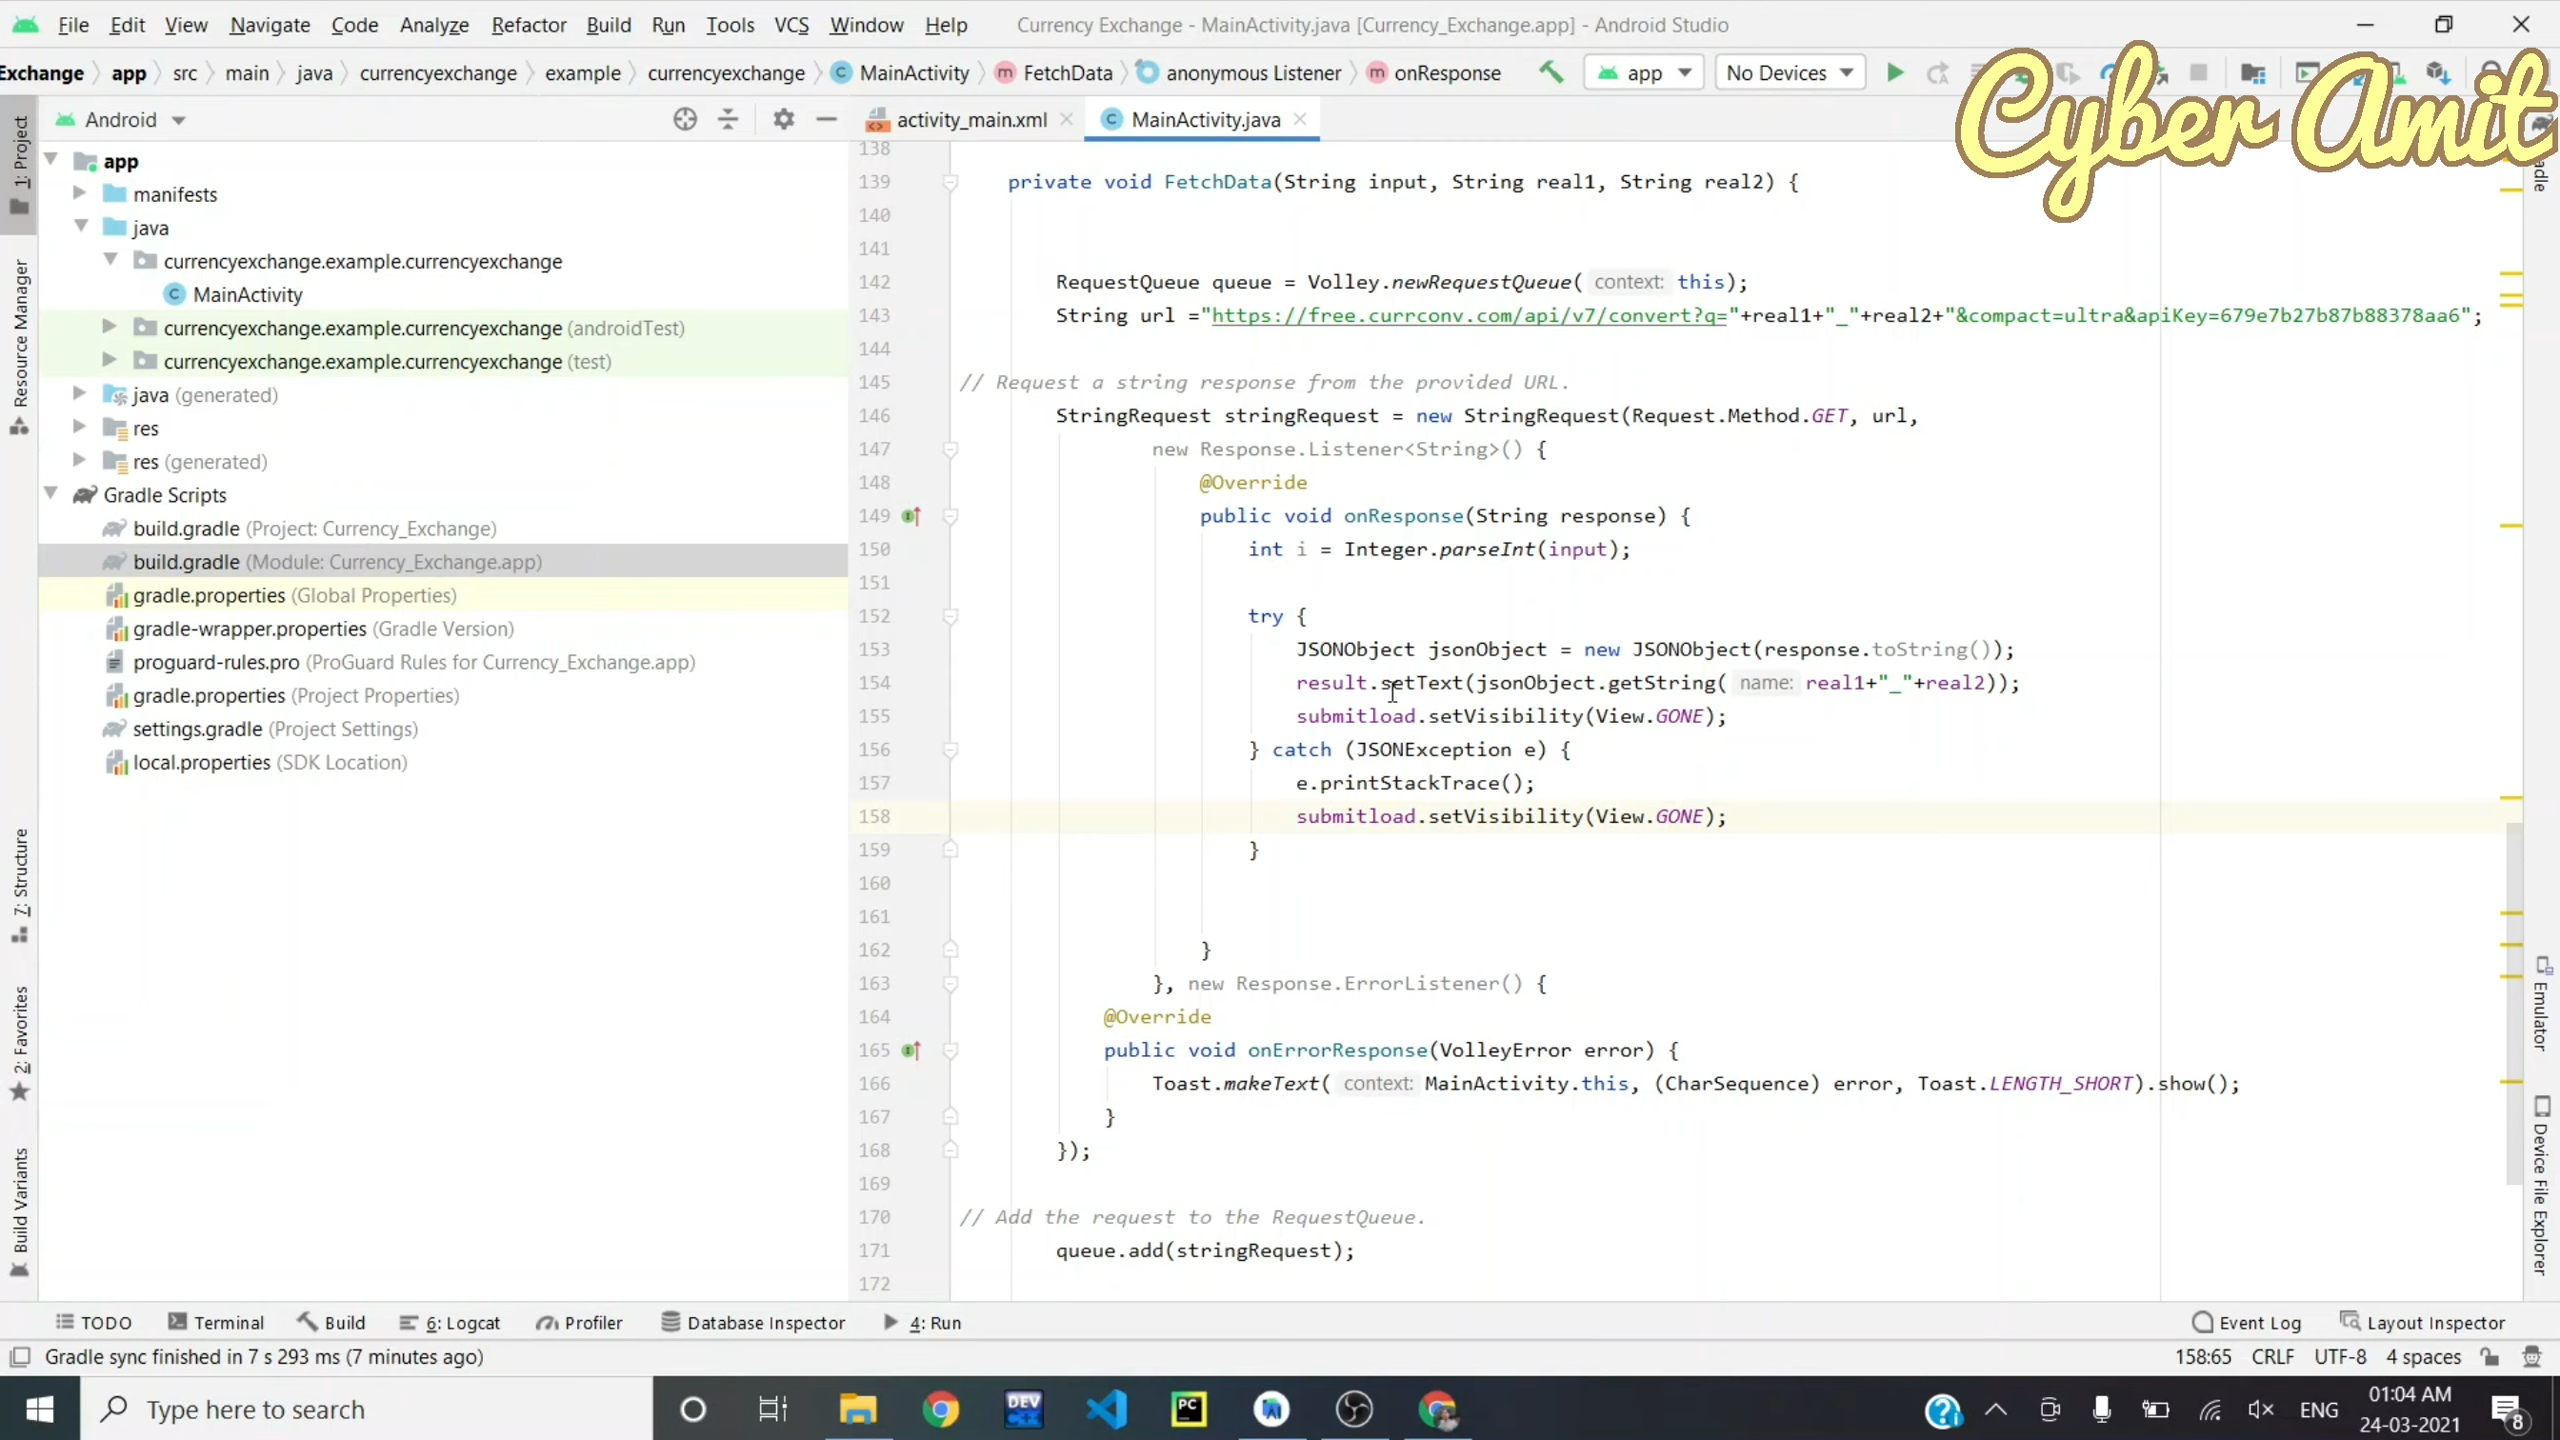 File Edit View Navigate Code Analyze Refactor Build Run Tools VCS Window Help Currency Exchange - MainActivity.java [Currency_Exchange.app] - Android Studio
Exchange app src main java currencyexchange example currencyexchange MainActivity FetchData anonymous Listener onResponse app No Devices
Cyber Amit
Android
activity_main.xml
MainActivity.java
1: Project
Resource Manager
7: Structure
2: Favorites
Build Variants
app
manifests
java
currencyexchange.example.currencyexchange
MainActivity
currencyexchange.example.currencyexchange (androidTest)
currencyexchange.example.currencyexchange (test)
java (generated)
res
res (generated)
Gradle Scripts
build.gradle (Project: Currency_Exchange)
build.gradle (Module: Currency_Exchange.app)
gradle.properties (Global Properties)
gradle-wrapper.properties (Gradle Version)
proguard-rules.pro (ProGuard Rules for Currency_Exchange.app)
gradle.properties (Project Properties)
settings.gradle (Project Settings)
local.properties (SDK Location)
138
139 private void FetchData(String input, String real1, String real2) {
140
141
142 RequestQueue queue = Volley.newRequestQueue( context: this);
143 String url ="https://free.currconv.com/api/v7/convert?q="+real1+"_"+real2+"&compact=ultra&apiKey=679e7b27b87b88378aa6";
144
145 // Request a string response from the provided URL.
146 StringRequest stringRequest = new StringRequest(Request.Method.GET, url,
147 new Response.Listener<String>() {
148 @Override
149 public void onResponse(String response) {
150 int i = Integer.parseInt(input);
151
152 try {
153 JSONObject jsonObject = new JSONObject(response.toString());
154 result.setText(jsonObject.getString( name: real1+"_"+real2));
155 submitload.setVisibility(View.GONE);
156 } catch (JSONException e) {
157 e.printStackTrace();
158 submitload.setVisibility(View.GONE);
159 }
160
161
162 }
163 }, new Response.ErrorListener() {
164 @Override
165 public void onErrorResponse(VolleyError error) {
166 Toast.makeText( context: MainActivity.this, (CharSequence) error, Toast.LENGTH_SHORT).show();
167 }
168 });
169
170 // Add the request to the RequestQueue.
171 queue.add(stringRequest);
172
Emulator
Device File Explorer
TODO Terminal Build 6: Logcat Profiler Database Inspector 4: Run Event Log Layout Inspector
Gradle sync finished in 7 s 293 ms (7 minutes ago) 158:65 CRLF UTF-8 4 spaces
Type here to search
DEV
C++
PC
ENG
01:04 AM
24-03-2021
8